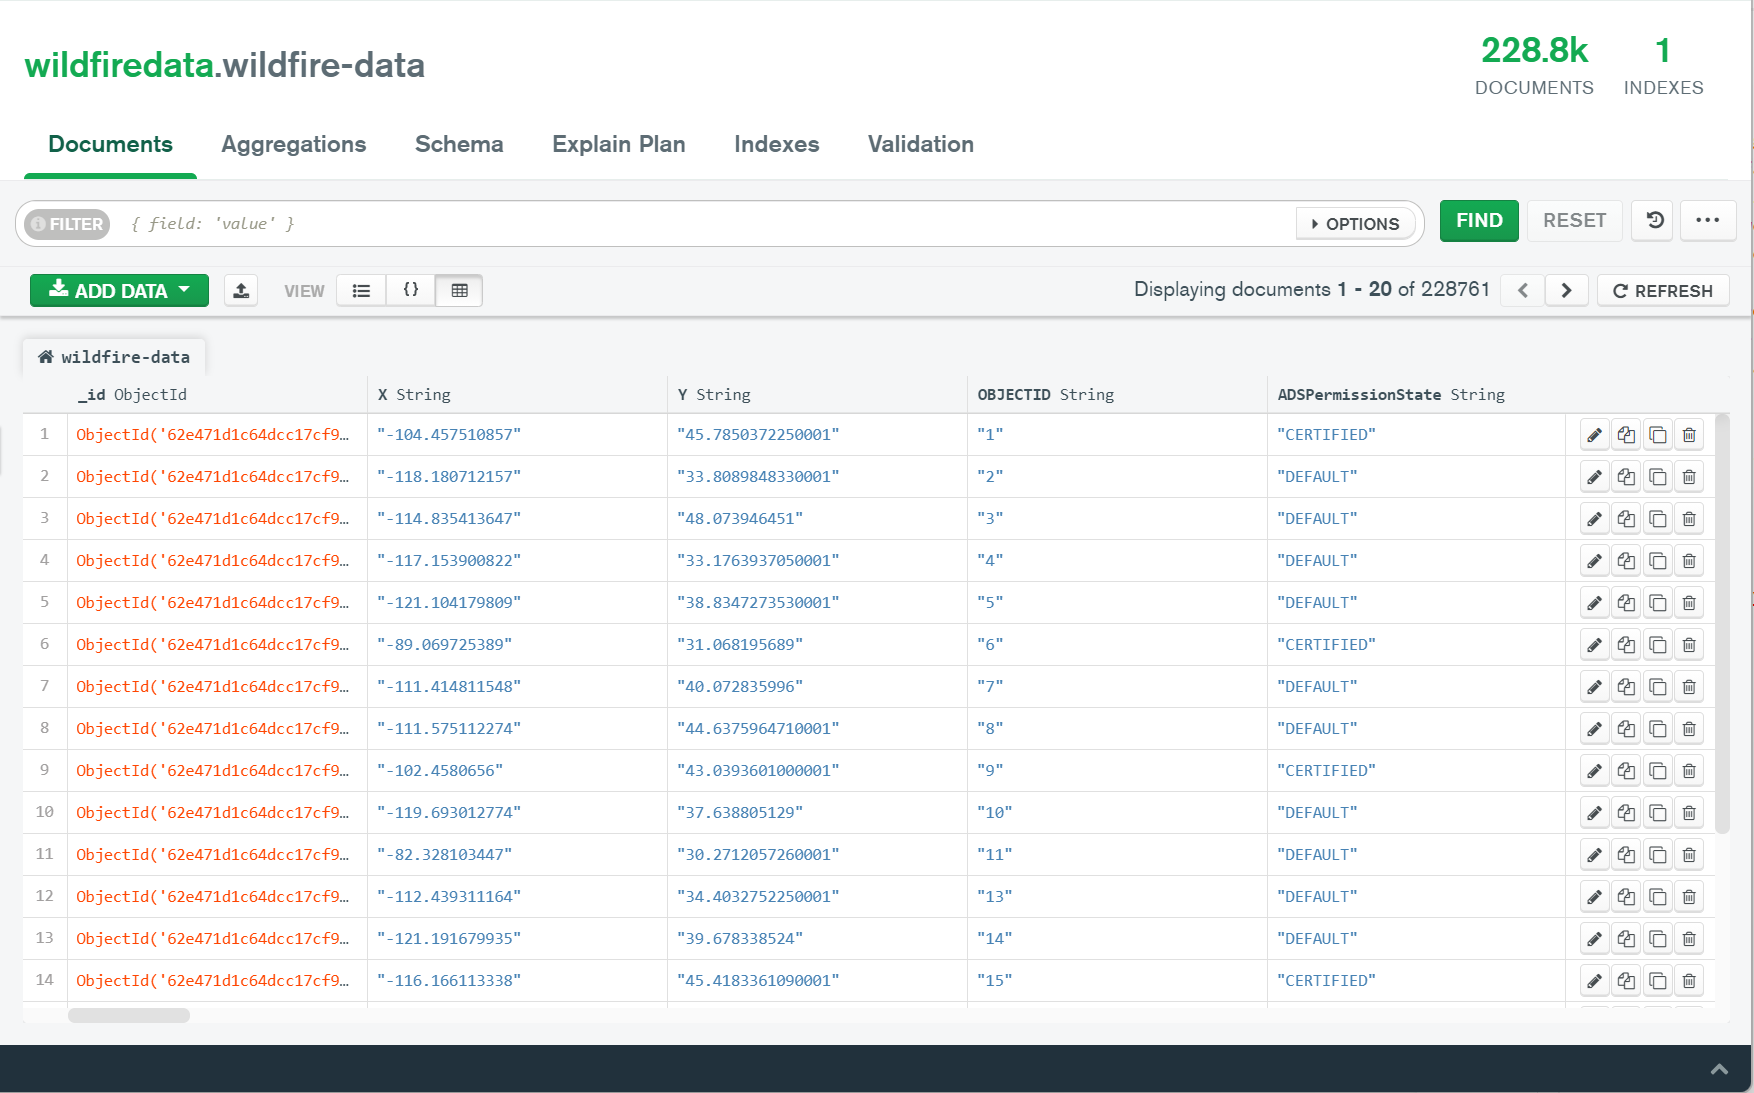 wildfiredata.wildfire-data
228.8k 1
DOCUMENTS INDEXES
Documents Aggregations Schema Explain Plan Indexes Validation
FILTER { field: 'value' } OPTIONS FIND RESET ···
ADD DATA VIEW {} Displaying documents 1 - 20 of 228761 REFRESH
wildfire-data
_id ObjectId X String Y String OBJECTID String ADSPermissionState String
1 ObjectId('62e471d1c64dcc17cf9… "-104.457510857" "45.7850372250001" "1" "CERTIFIED"
2 ObjectId('62e471d1c64dcc17cf9… "-118.180712157" "33.8089848330001" "2" "DEFAULT"
3 ObjectId('62e471d1c64dcc17cf9… "-114.835413647" "48.073946451" "3" "DEFAULT"
4 ObjectId('62e471d1c64dcc17cf9… "-117.153900822" "33.1763937050001" "4" "DEFAULT"
5 ObjectId('62e471d1c64dcc17cf9… "-121.104179809" "38.8347273530001" "5" "DEFAULT"
6 ObjectId('62e471d1c64dcc17cf9… "-89.069725389" "31.068195689" "6" "CERTIFIED"
7 ObjectId('62e471d1c64dcc17cf9… "-111.414811548" "40.072835996" "7" "DEFAULT"
8 ObjectId('62e471d1c64dcc17cf9… "-111.575112274" "44.6375964710001" "8" "DEFAULT"
9 ObjectId('62e471d1c64dcc17cf9… "-102.4580656" "43.0393601000001" "9" "CERTIFIED"
10 ObjectId('62e471d1c64dcc17cf9… "-119.693012774" "37.638805129" "10" "DEFAULT"
11 ObjectId('62e471d1c64dcc17cf9… "-82.328103447" "30.2712057260001" "11" "DEFAULT"
12 ObjectId('62e471d1c64dcc17cf9… "-112.439311164" "34.4032752250001" "13" "DEFAULT"
13 ObjectId('62e471d1c64dcc17cf9… "-121.191679935" "39.678338524" "14" "DEFAULT"
14 ObjectId('62e471d1c64dcc17cf9… "-116.166113338" "45.4183361090001" "15" "CERTIFIED"